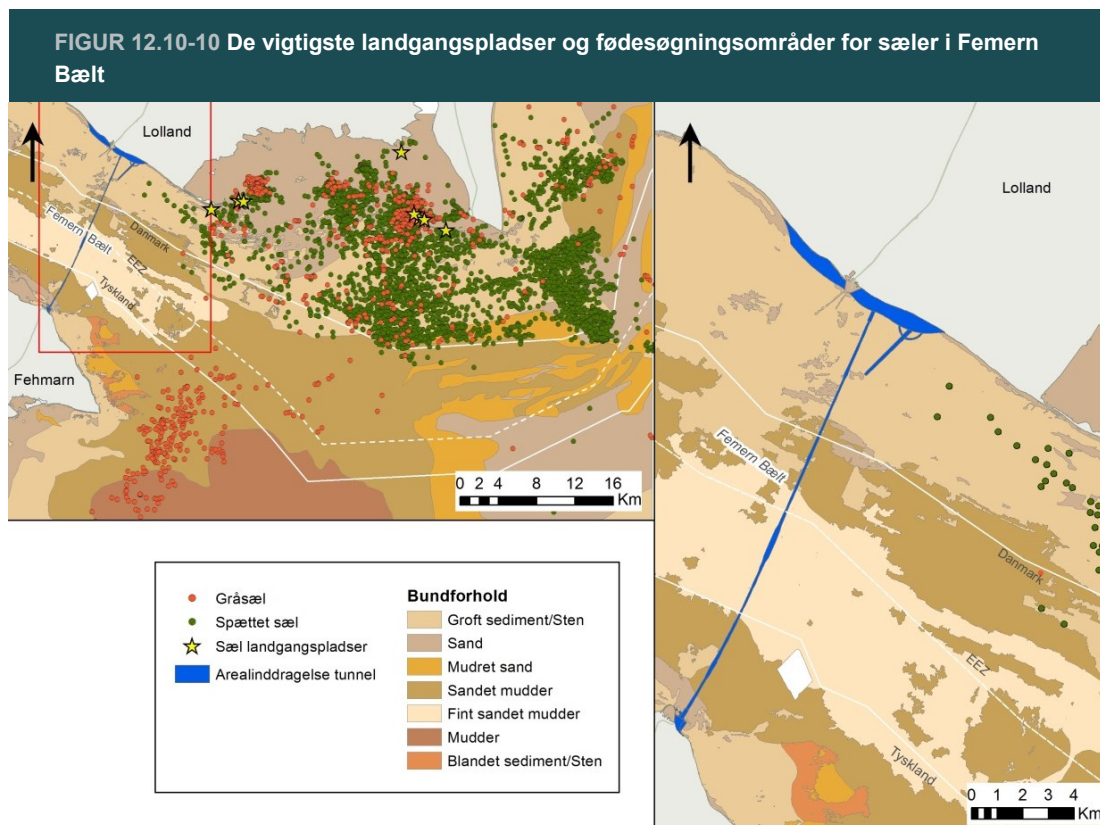 FIGUR 12.10-10 De vigtigste landgangspladser og fødesøgningsområder for sæler i Femern
Bælt
Lolland
Femern Bælt
Danmark
EEZ
Tyskland
Fehmarn
0 2 4 8 12 16
Km
Lolland
Femern Bælt
Danmark
EEZ
Tyskland
0 1 2 3 4
Km
Gråsæl
Spættet sæl
Sæl landgangspladser
Arealinddragelse tunnel
Bundforhold
Groft sediment/Sten
Sand
Mudret sand
Sandet mudder
Fint sandet mudder
Mudder
Blandet sediment/Sten